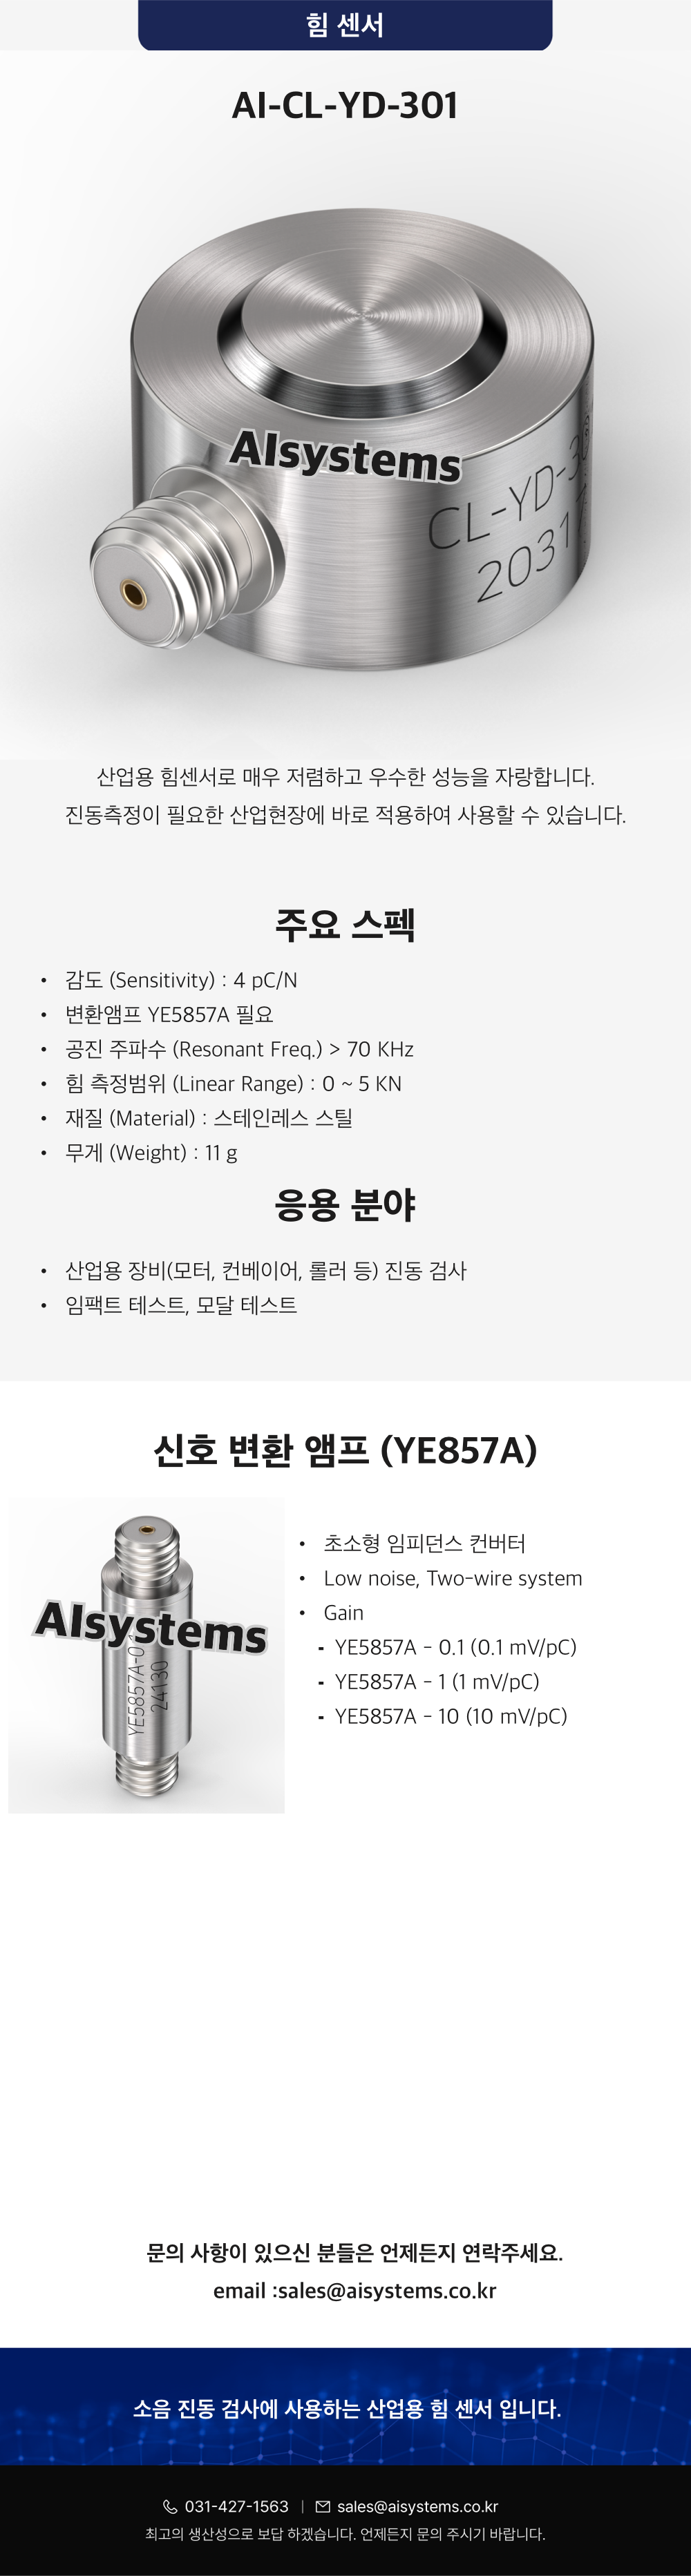 힘 센서
AI-CL-YD-301
AIsystems
CL-YD-3
2031
산업용 힘센서로 매우 저렴하고 우수한 성능을 자랑합니다.
진동측정이 필요한 산업현장에 바로 적용하여 사용할 수 있습니다.
주요 스펙
• 감도 (Sensitivity) : 4 pC/N
• 변환앰프 YE5857A 필요
• 공진 주파수 (Resonant Freq.) > 70 KHz
• 힘 측정범위 (Linear Range) : 0 ~ 5 KN
• 재질 (Material) : 스테인레스 스틸
• 무게 (Weight) : 11 g
응용 분야
• 산업용 장비(모터, 컨베이어, 롤러 등) 진동 검사
• 임팩트 테스트, 모달 테스트
신호 변환 앰프 (YE857A)
AIsystems
YE5857A-0.1
24130
• 초소형 임피던스 컨버터
• Low noise, Two-wire system
• Gain
- YE5857A - 0.1 (0.1 mV/pC)
- YE5857A - 1 (1 mV/pC)
- YE5857A - 10 (10 mV/pC)
문의 사항이 있으신 분들은 언제든지 연락주세요.
email :sales@aisystems.co.kr
소음 진동 검사에 사용하는 산업용 힘 센서 입니다.
031-427-1563 | sales@aisystems.co.kr
최고의 생산성으로 보답 하겠습니다. 언제든지 문의 주시기 바랍니다.